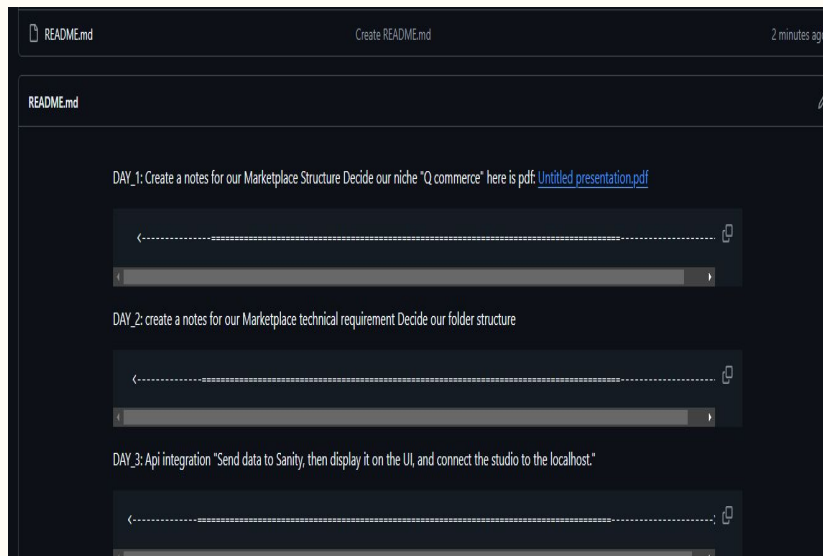 README.md Create README.md 2 minutes ago
README.md
DAY_1: Create a notes for our Marketplace Structure Decide our niche "Q commerce" here is pdf: Untitled presentation.pdf
<---------------=====================================================================================--------------------
DAY_2: create a notes for our Marketplace technical requirement Decide our folder structure
<--------------=======================================================================================--------------------
DAY_3: Api integration "Send data to Sanity, then display it on the UI, and connect the studio to the localhost."
<--------------======================================================================================---------------------: